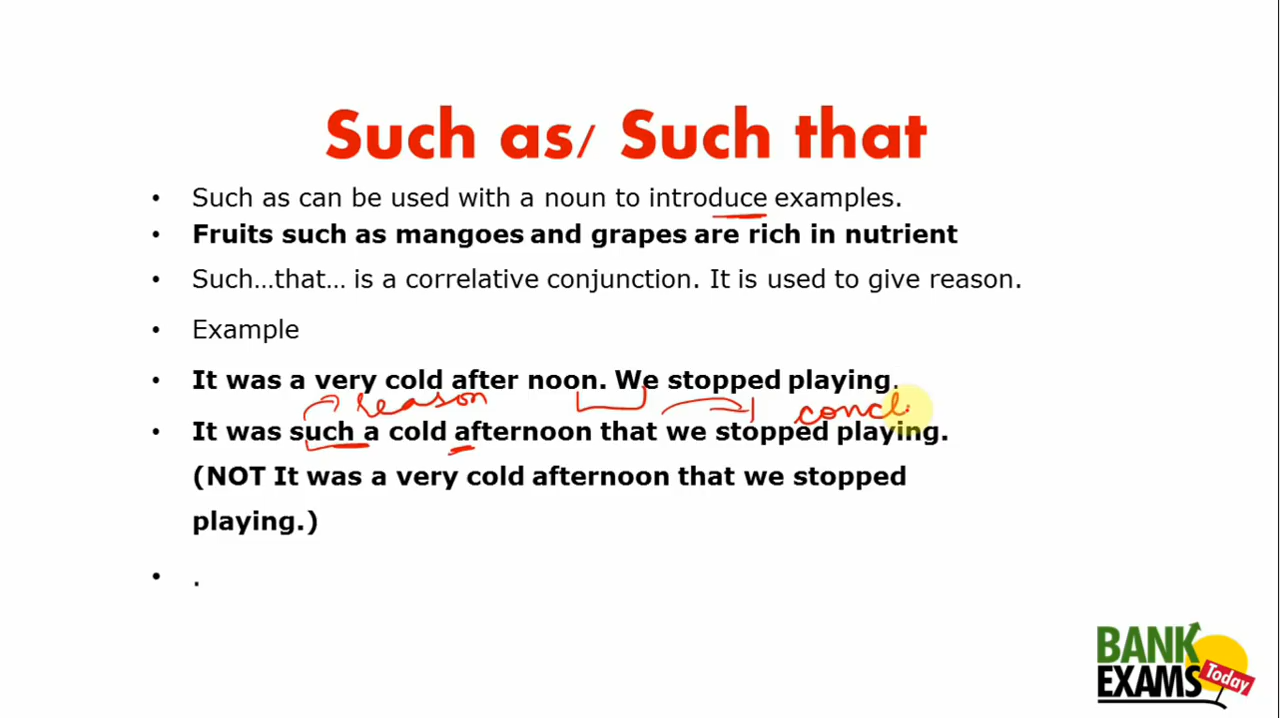 Such as/ Such that
• Such as can be used with a noun to introduce examples.
• Fruits such as mangoes and grapes are rich in nutrient
• Such…that… is a correlative conjunction. It is used to give reason.
• Example
• It was a very cold after noon. We stopped playing.
reason concl
• It was such a cold afternoon that we stopped playing.
(NOT It was a very cold afternoon that we stopped
playing.)
• .
BANK
EXAMS Today